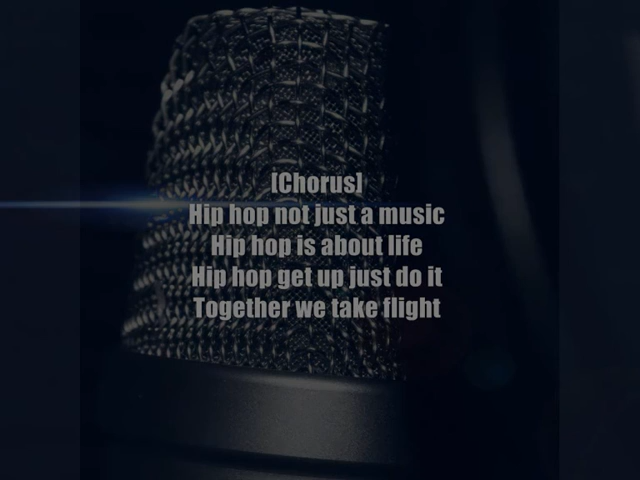 [Chorus]
Hip hop not just a music
Hip hop is about life
Hip hop get up just do it
Together we take flight